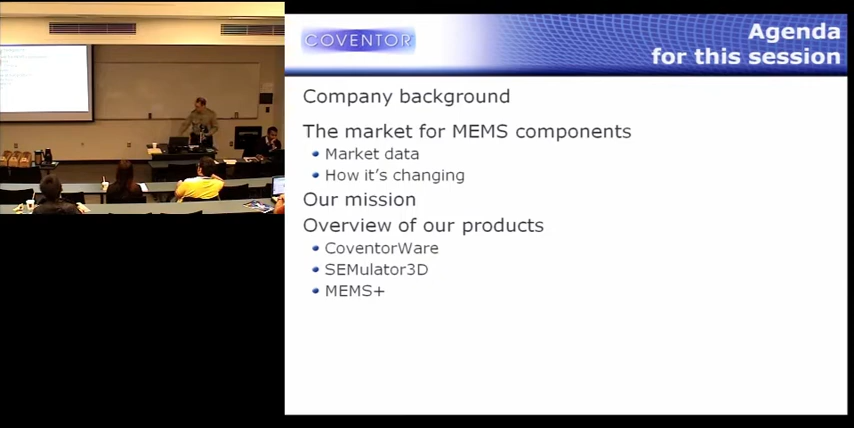 COVENTOR
Agenda
for this session
Company background
The market for MEMS components
Market data
How it's changing
Our mission
Overview of our products
CoventorWare
SEMulator3D
MEMS+